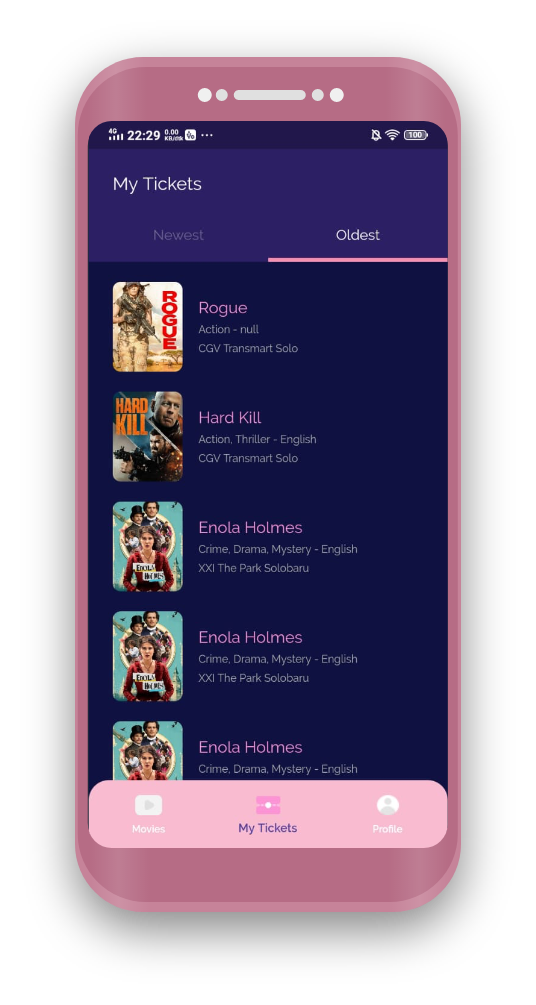 4G 22:29 0.00 KB/s ... 100
My Tickets
Newest Oldest
ROGUE
Rogue
Action - null
CGV Transmart Solo
HARD KILL
Hard Kill
Action, Thriller - English
CGV Transmart Solo
ENOLA HOLMES
Enola Holmes
Crime, Drama, Mystery - English
XXI The Park Solobaru
ENOLA HOLMES
Enola Holmes
Crime, Drama, Mystery - English
XXI The Park Solobaru
ENOLA HOLMES
Enola Holmes
Crime, Drama, Mystery - English
Movies My Tickets Profile